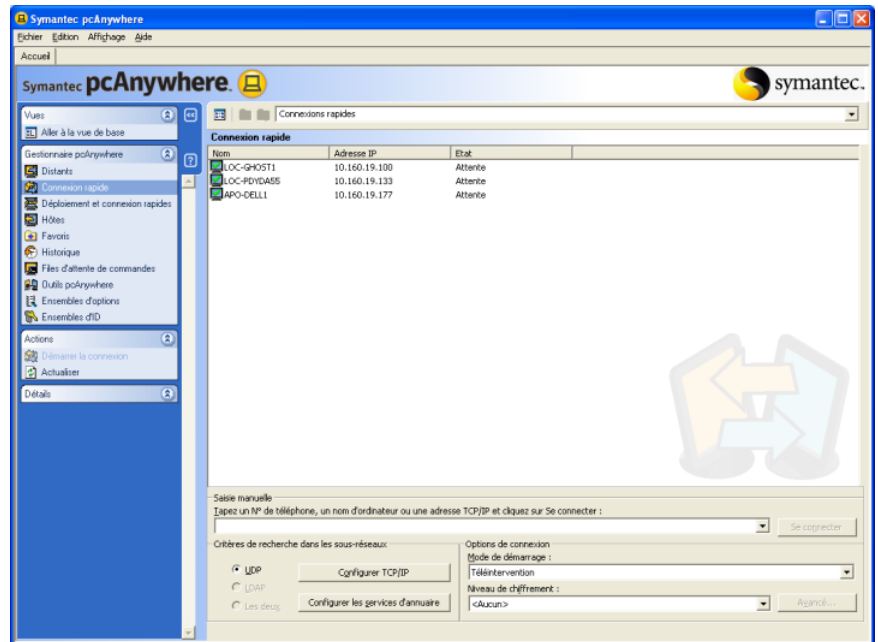 Symantec pcAnywhere
Fichier Edition Affichage Aide
Accueil
Symantec pcAnywhere.
symantec.
Vues
Aller à la vue de base
Gestionnaire pcAnywhere
Distants
Connexion rapide
Déploiement et connexion rapides
Hôtes
Favoris
Historique
Files d'attente de commandes
Outils pcAnywhere
Ensembles d'options
Ensembles d'ID
Actions
Démarrer la connexion
Actualiser
Détails
Connexions rapides
Connexion rapide
Nom Adresse IP Etat
LOC-GHOST1 10.160.19.100 Attente
LOC-PDYDA55 10.160.19.133 Attente
APO-DELL1 10.160.19.177 Attente
Saisie manuelle
Tapez un N° de téléphone, un nom d'ordinateur ou une adresse TCP/IP et cliquez sur Se connecter :
Se connecter
Critères de recherche dans les sous-réseaux
UDP
LDAP
Les deux
Configurer TCP/IP
Configurer les services d'annuaire
Options de connexion
Mode de démarrage :
Téléintervention
Niveau de chiffrement :
<Aucun>
Avancé...